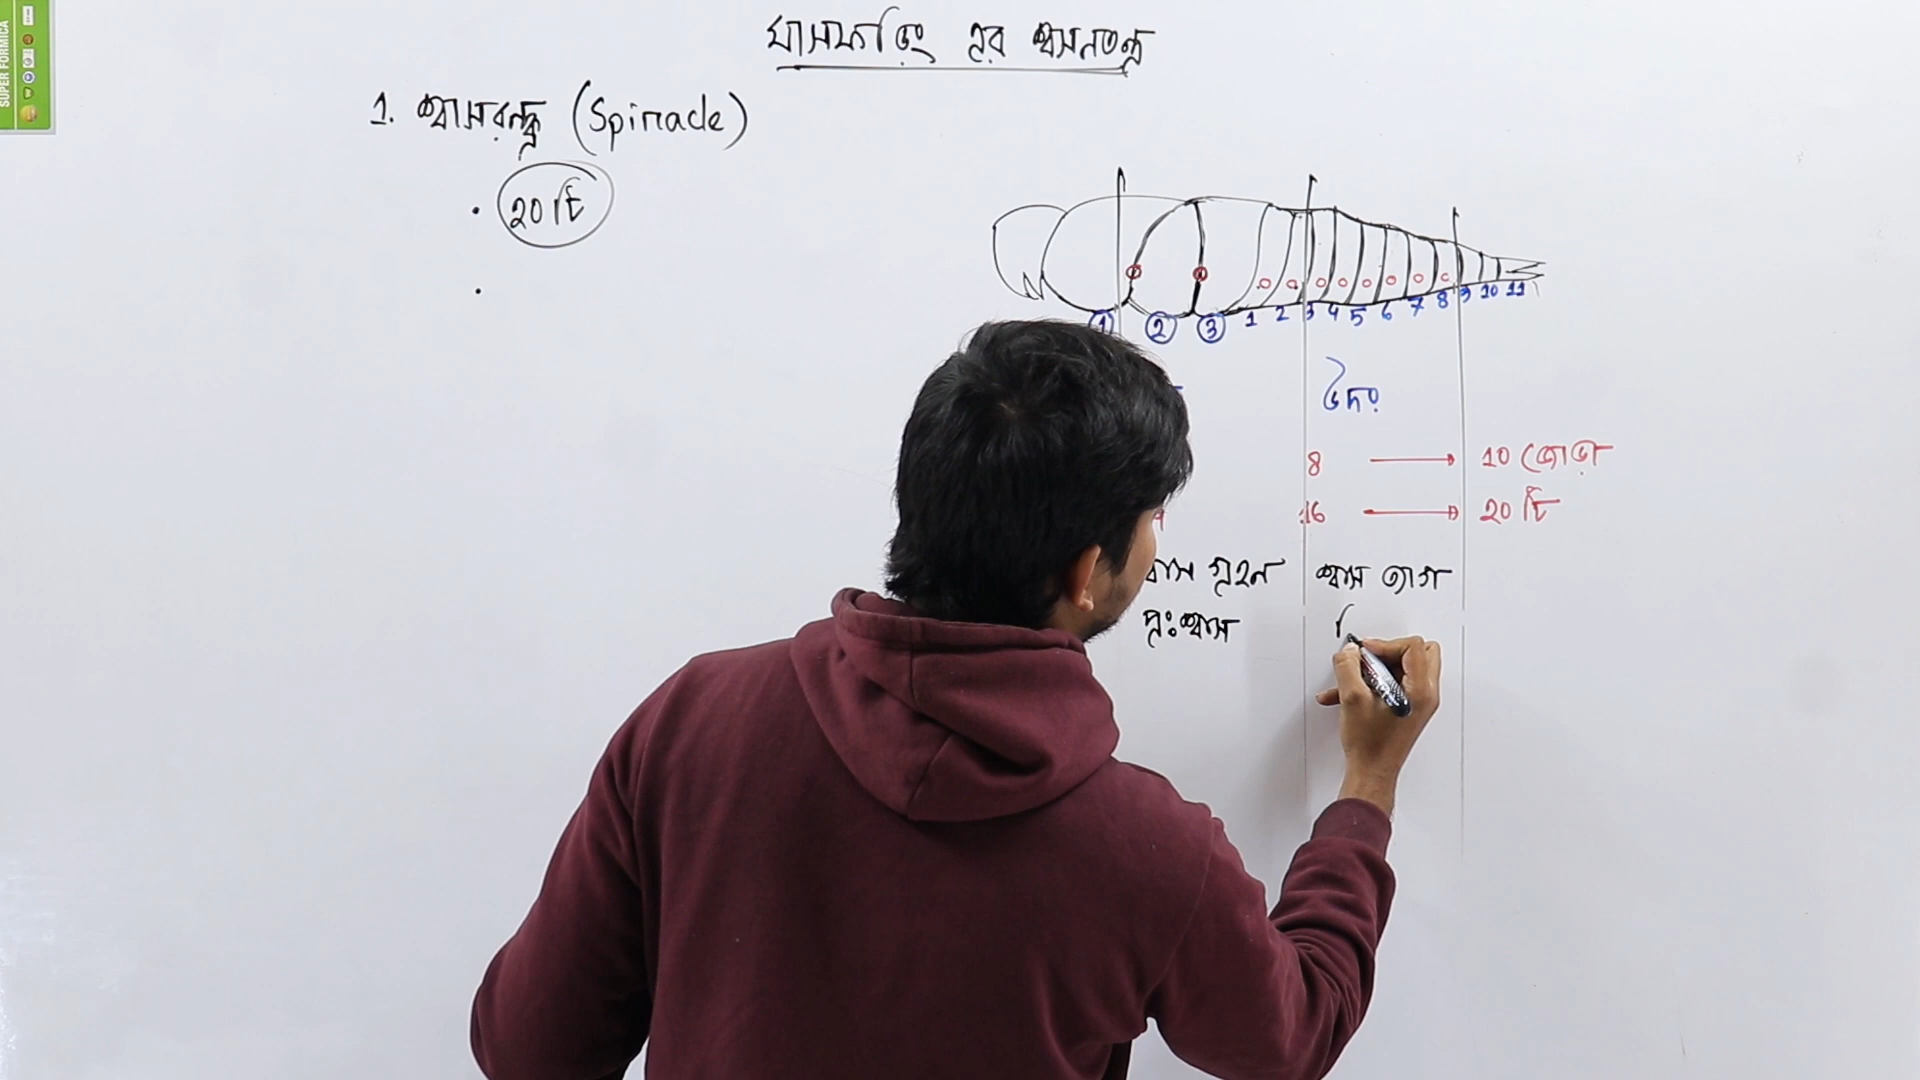 ঘাসফড়িং এর শ্বসনতন্ত্র
1. শ্বাসরন্ধ্র (Spiracle)
• 20টি
•
① ② ③ 1 2 3 4 5 6 7 8 9 10 11
উদর
8 → 10 জোড়া
16 → 20 টি
গ্রহন শ্বাস ত্যাগ
প্রঃশ্বাস
SUPER FORMICA